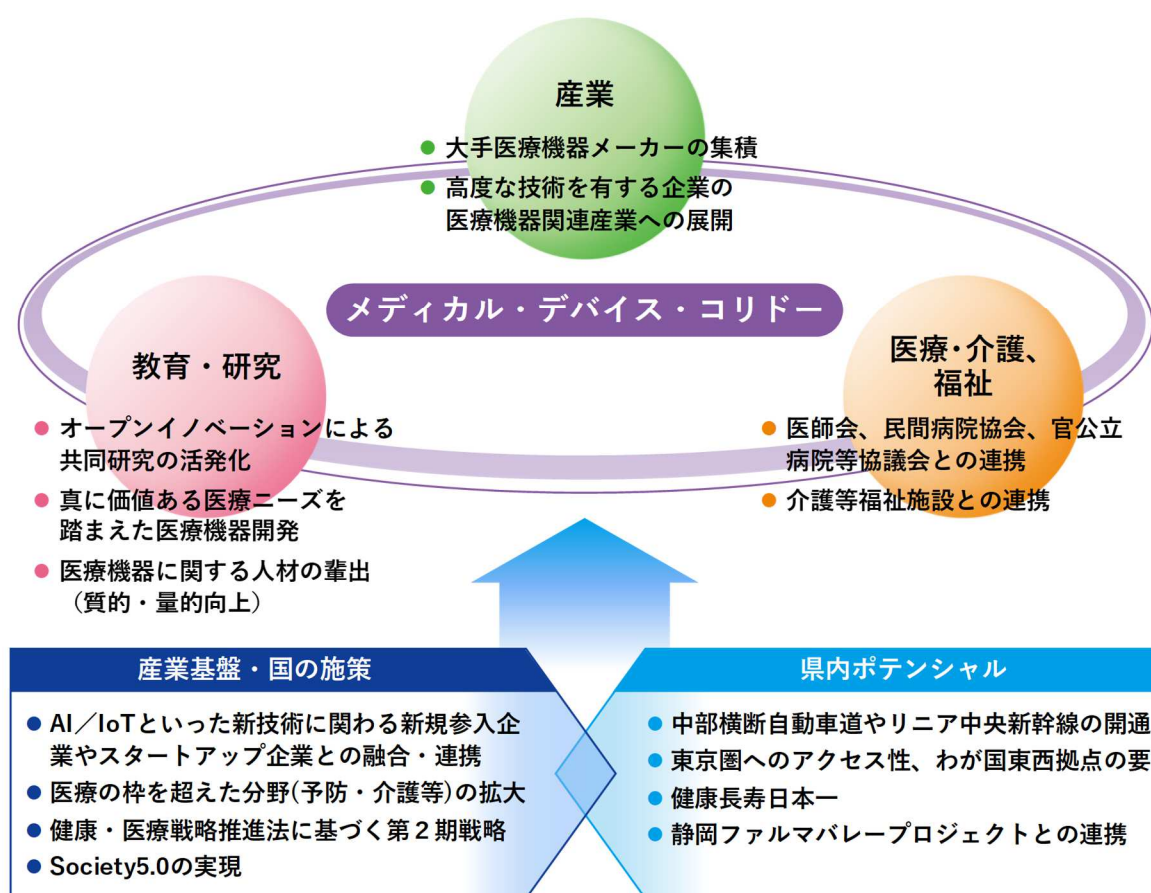 産業
● 大手医療機器メーカーの集積
● 高度な技術を有する企業の
医療機器関連産業への展開
メディカル・デバイス・コリドー
教育・研究
● オープンイノベーションによる
共同研究の活発化
● 真に価値ある医療ニーズを
踏まえた医療機器開発
● 医療機器に関する人材の輩出
（質的・量的向上）
医療・介護、
福祉
● 医師会、民間病院協会、官公立
病院等協議会との連携
● 介護等福祉施設との連携
産業基盤・国の施策
● AI／IoTといった新技術に関わる新規参入企
業やスタートアップ企業との融合・連携
● 医療の枠を超えた分野(予防・介護等)の拡大
● 健康・医療戦略推進法に基づく第２期戦略
● Society5.0の実現
県内ポテンシャル
● 中部横断自動車道やリニア中央新幹線の開通
● 東京圏へのアクセス性、わが国東西拠点の要
● 健康長寿日本一
● 静岡ファルマバレープロジェクトとの連携